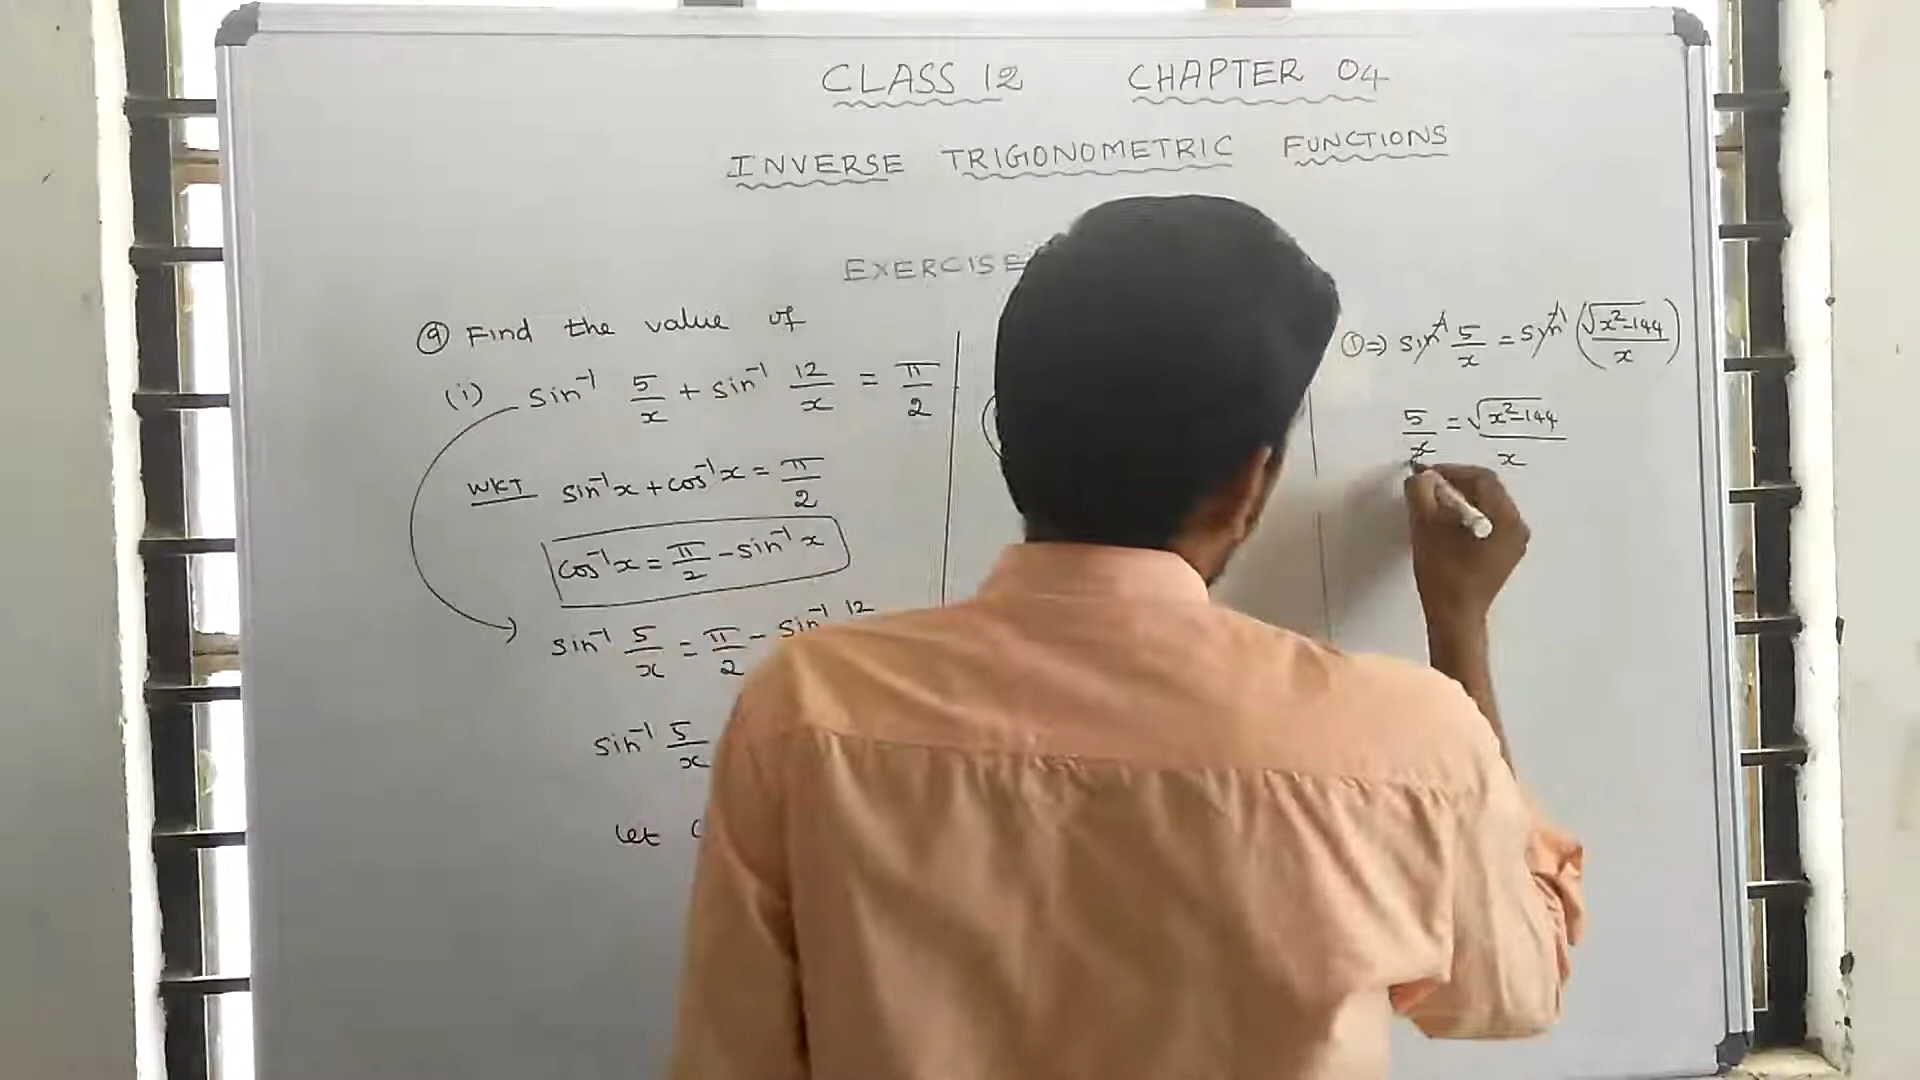 CLASS 12 CHAPTER 04
INVERSE TRIGONOMETRIC FUNCTIONS
EXERCISE
⑨ Find the value of
(i) sin⁻¹ 5/x + sin⁻¹ 12/x = π/2
WKT sin⁻¹x + cos⁻¹x = π/2
cos⁻¹x = π/2 - sin⁻¹x
sin⁻¹ 5/x = π/2 - sin⁻¹ 12
sin⁻¹ 5/x
let
①⇒ sin⁻¹ 5/x = sin⁻¹ (√(x²-144)/x)
5/x = √(x²-144)/x